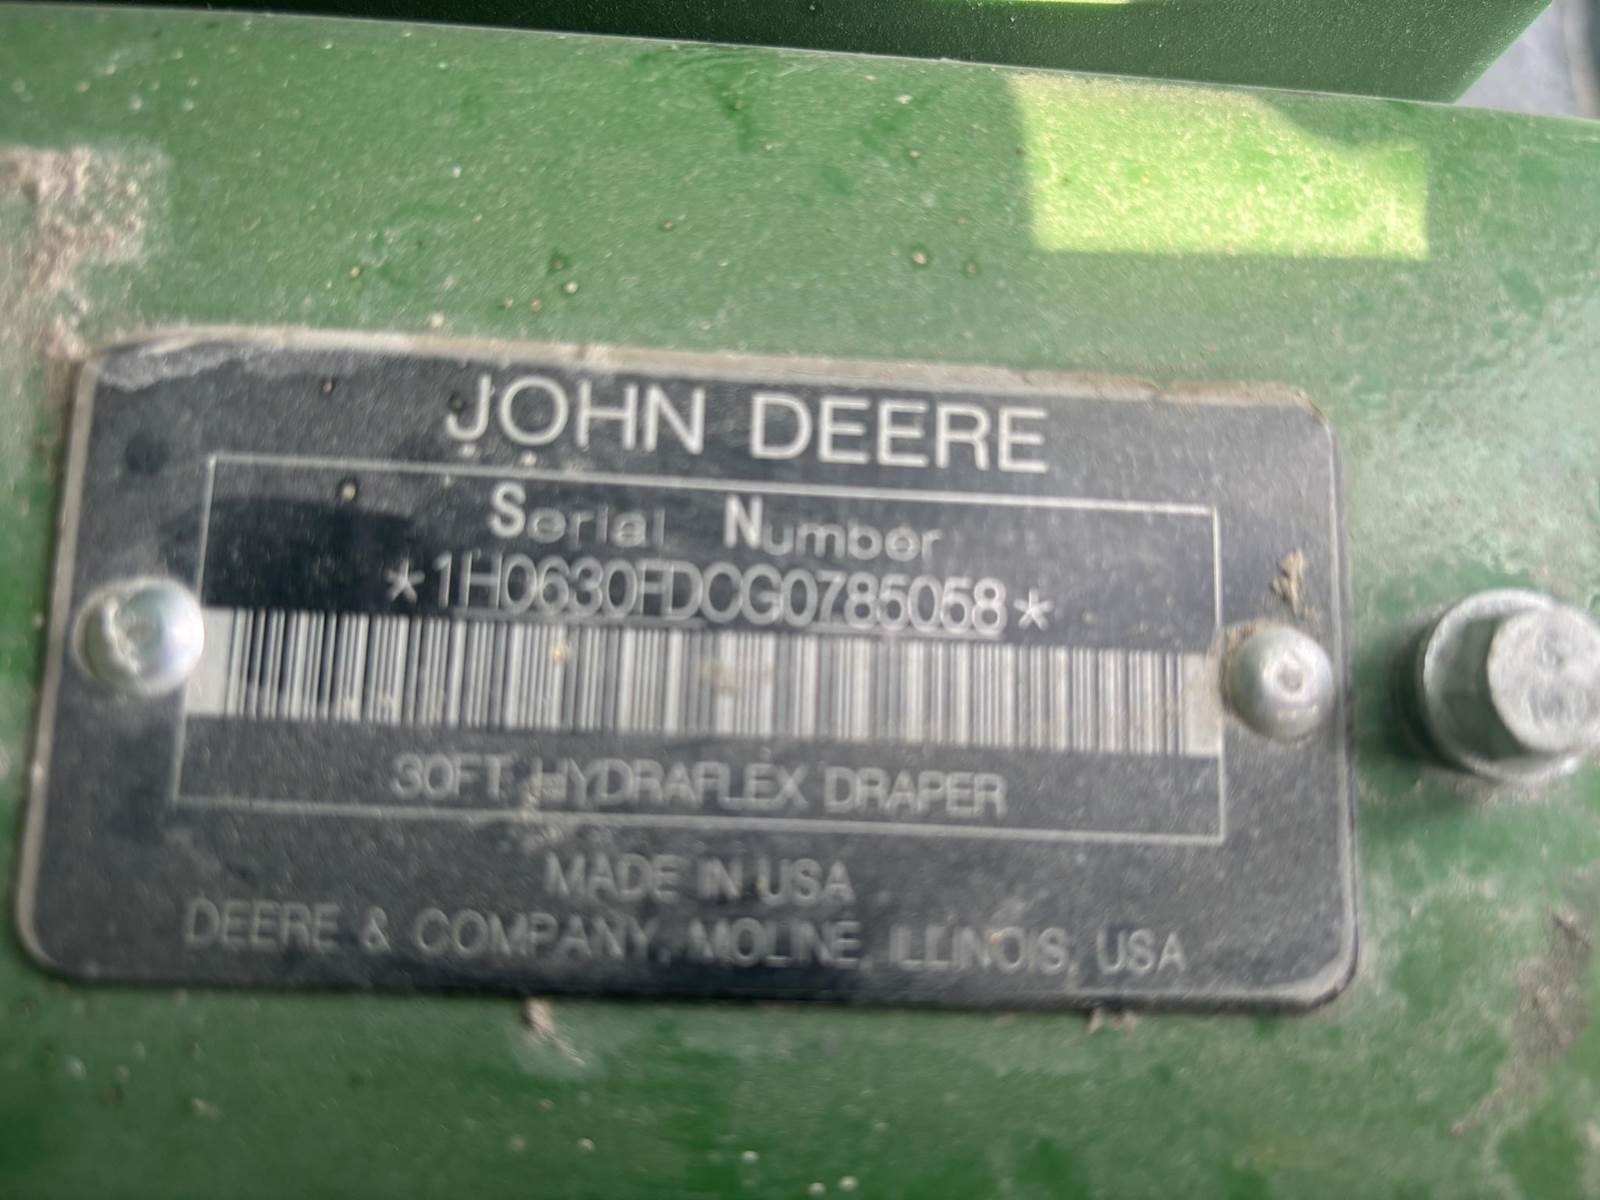 JOHN DEERE
Serial Number
*1H0630FDCG0785058*
30FT HYDRAFLEX DRAPER
MADE IN USA
DEERE & COMPANY, MOLINE, ILLINOIS, USA